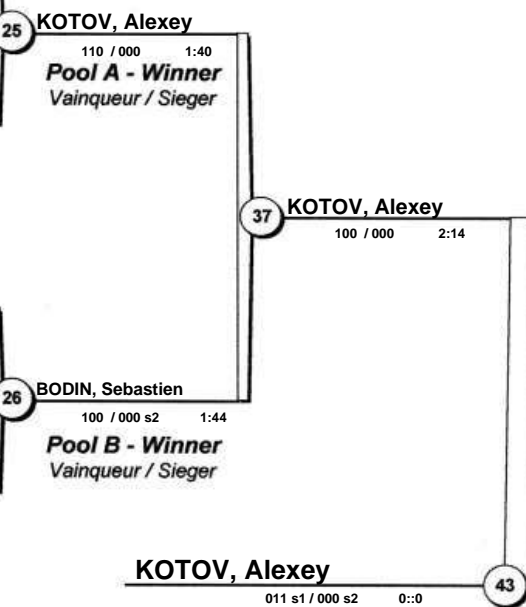 25
KOTOV, Alexey
110 / 000 1:40
Pool A - Winner
Vainqueur / Sieger
37
KOTOV, Alexey
100 / 000 2:14
26
BODIN, Sebastien
100 / 000 s2 1:44
Pool B - Winner
Vainqueur / Sieger
KOTOV, Alexey
011 s1 / 000 s2 0::0
43